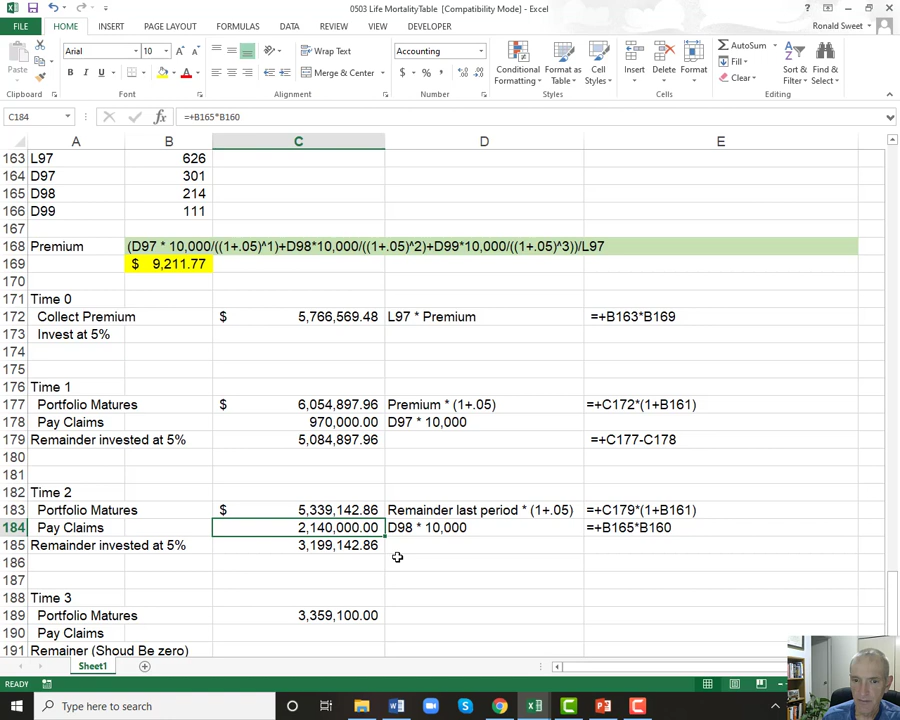 0503 Life MortalityTable [Compatibility Mode] - Excel
FILE HOME INSERT PAGE LAYOUT FORMULAS DATA REVIEW VIEW DEVELOPER Ronald Sweet
Paste Arial 10 Wrap Text Accounting Conditional Formatting Format as Table Cell Styles Insert Delete Format AutoSum Fill Clear Sort & Filter Find & Select
B I U Merge & Center $ % ,
Clipboard Font Alignment Number Styles Cells Editing
C184 fx =+B165*B160
A B C D E
163 L97 626
164 D97 301
165 D98 214
166 D99 111
167
168 Premium (D97 * 10,000/((1+.05)^1)+D98*10,000/((1+.05)^2)+D99*10,000/((1+.05)^3))/L97
169 $ 9,211.77
170
171 Time 0
172 Collect Premium $ 5,766,569.48 L97 * Premium =+B163*B169
173 Invest at 5%
174
175
176 Time 1
177 Portfolio Matures $ 6,054,897.96 Premium * (1+.05) =+C172*(1+B161)
178 Pay Claims 970,000.00 D97 * 10,000
179 Remainder invested at 5% 5,084,897.96 =+C177-C178
180
181
182 Time 2
183 Portfolio Matures $ 5,339,142.86 Remainder last period * (1+.05) =+C179*(1+B161)
184 Pay Claims 2,140,000.00 D98 * 10,000 =+B165*B160
185 Remainder invested at 5% 3,199,142.86
186
187
188 Time 3
189 Portfolio Matures 3,359,100.00
190 Pay Claims
191 Remainer (Shoud Be zero)
Sheet1
READY
Type here to search